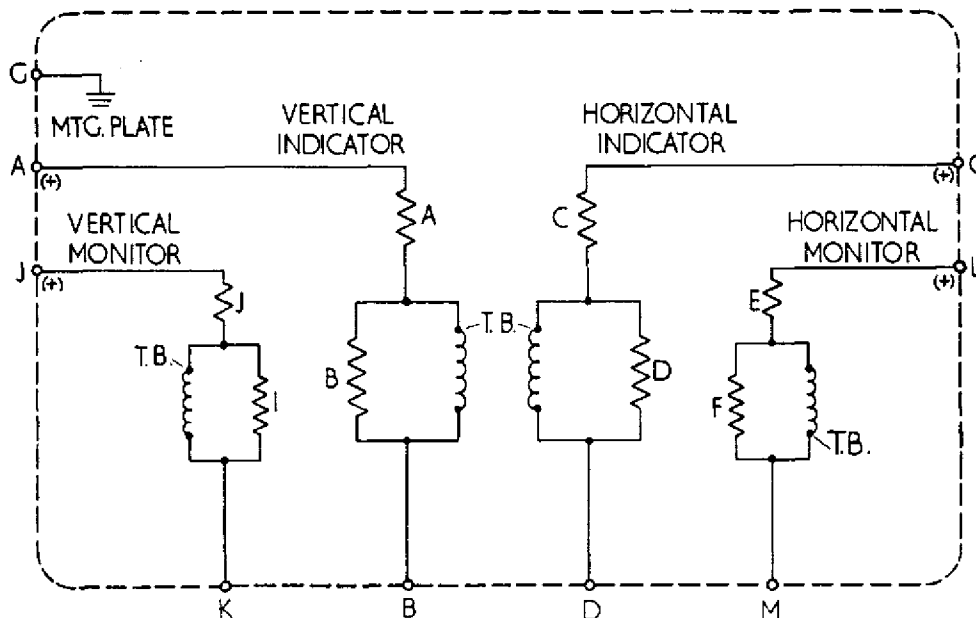 G
MTG. PLATE
VERTICAL
INDICATOR
HORIZONTAL
INDICATOR
A
(+)
C
(+)
A
C
VERTICAL
MONITOR
HORIZONTAL
MONITOR
J
(+)
L
(+)
J
E
T.B.
T.B.
B
D
I
F
T.B.
K
B
D
M